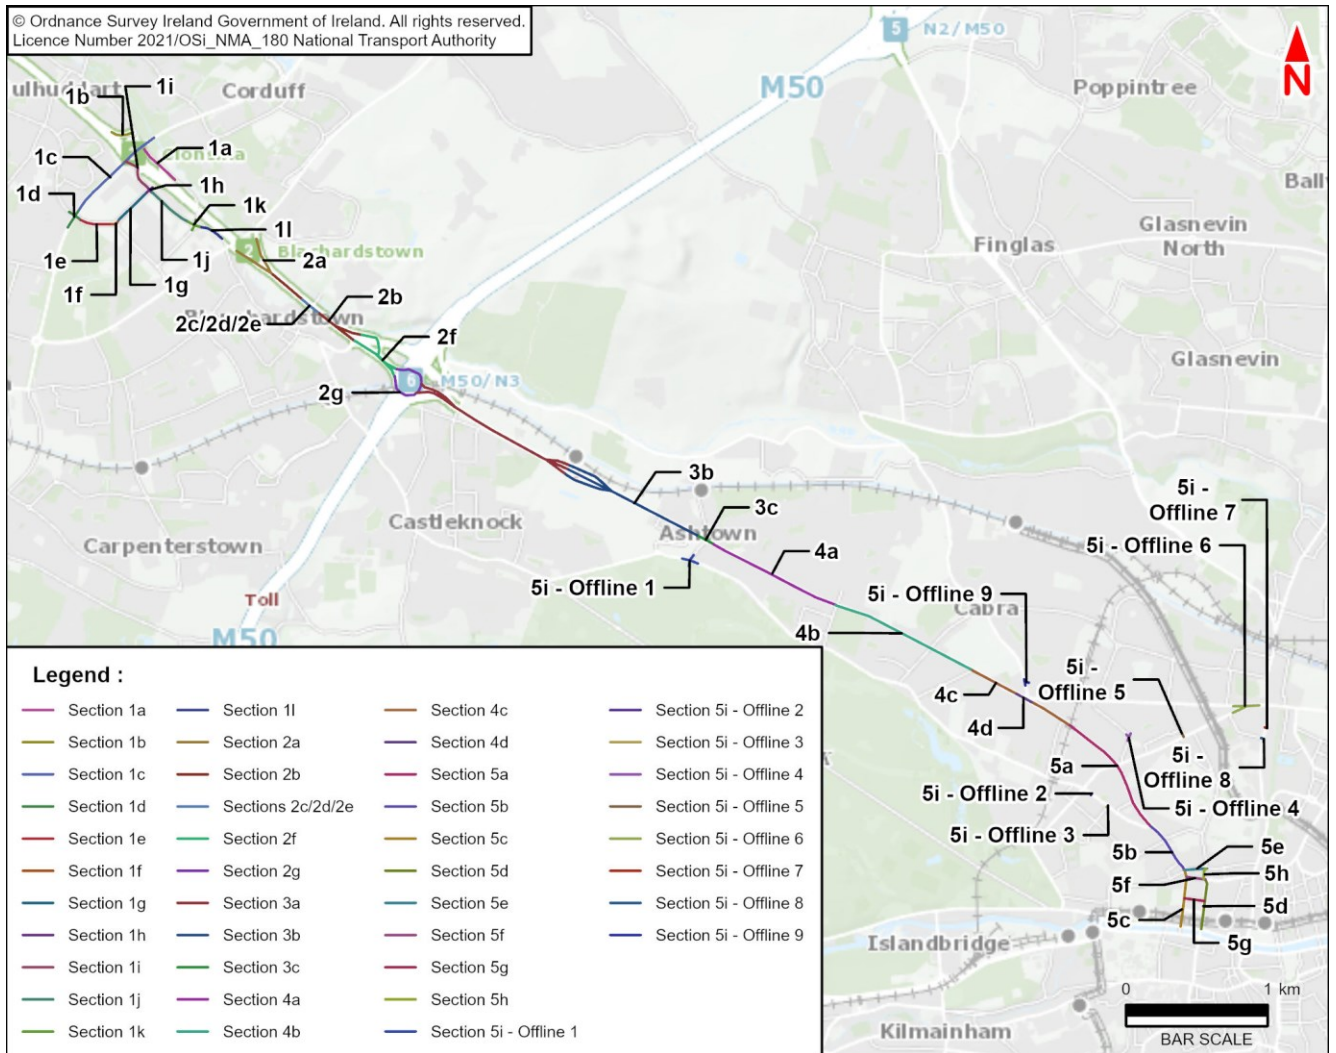 © Ordnance Survey Ireland Government of Ireland. All rights reserved.
Licence Number 2021/OSi_NMA_180 National Transport Authority
5
N2/M50
N
M50
Poppintree
ulhuddart
1b
1i
Corduff
1c
1a
1d
1h
1k
1l
1e
1j
1g
1f
2
Blanchardstown
2a
2b
2c/2d/2e
2f
6
M50/N3
2g
Ball
Glasnevin
North
Finglas
Glasnevin
3b
3c
Castleknock
Ashtown
Carpenterstown
4a
5i - Offline 1
Toll
M50
5i -
Offline 7
5i - Offline 6
5i - Offline 9
Cabra
4b
5i -
Offline 5
4c
4d
5a
5i -
Offline 8
5i - Offline 2
5i - Offline 4
5i - Offline 3
5b
5e
5f
5h
5c
5d
5g
Islandbridge
Kilmainham
0
1 km
BAR SCALE
Legend :
Section 1a
Section 1b
Section 1c
Section 1d
Section 1e
Section 1f
Section 1g
Section 1h
Section 1i
Section 1j
Section 1k
Section 1l
Section 2a
Section 2b
Sections 2c/2d/2e
Section 2f
Section 2g
Section 3a
Section 3b
Section 3c
Section 4a
Section 4b
Section 4c
Section 4d
Section 5a
Section 5b
Section 5c
Section 5d
Section 5e
Section 5f
Section 5g
Section 5h
Section 5i - Offline 1
Section 5i - Offline 2
Section 5i - Offline 3
Section 5i - Offline 4
Section 5i - Offline 5
Section 5i - Offline 6
Section 5i - Offline 7
Section 5i - Offline 8
Section 5i - Offline 9